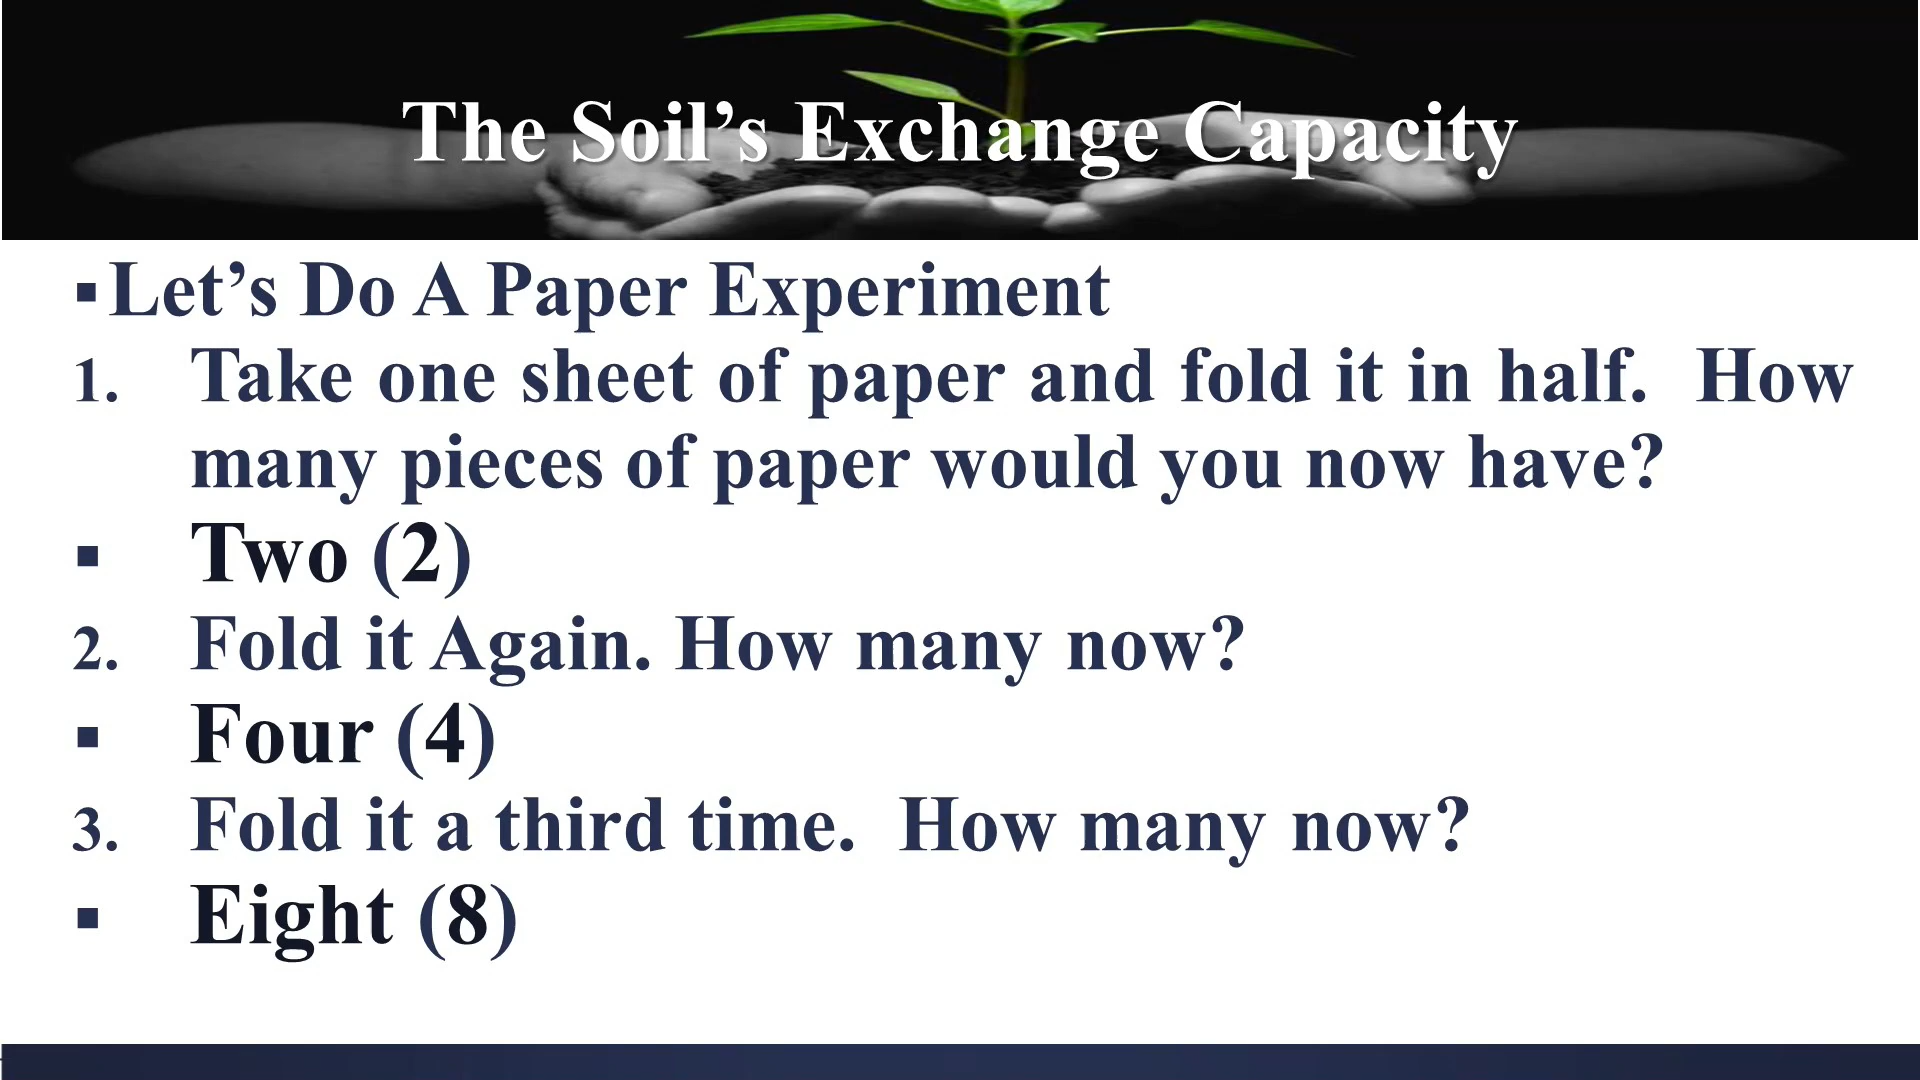 The Soil’s Exchange Capacity
▪Let’s Do A Paper Experiment
1. Take one sheet of paper and fold it in half.  How
many pieces of paper would you now have?
▪ Two (2)
2. Fold it Again. How many now?
▪ Four (4)
3. Fold it a third time.  How many now?
▪ Eight (8)